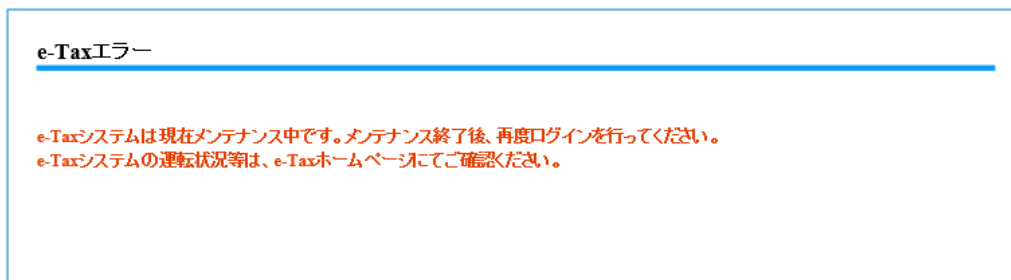 e-Taxエラー
e-Taxシステムは現在メンテナンス中です。メンテナンス終了後、再度ログインを行ってください。
e-Taxシステムの運転状況等は、e-Taxホームページにてご確認ください。